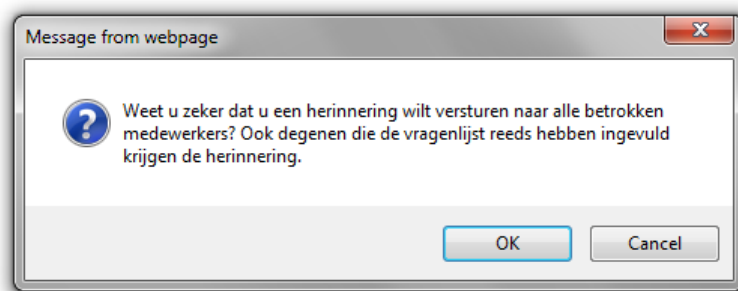 Message from webpage
Weet u zeker dat u een herinnering wilt versturen naar alle betrokken
medewerkers? Ook degenen die de vragenlijst reeds hebben ingevuld
krijgen de herinnering.
OK
Cancel